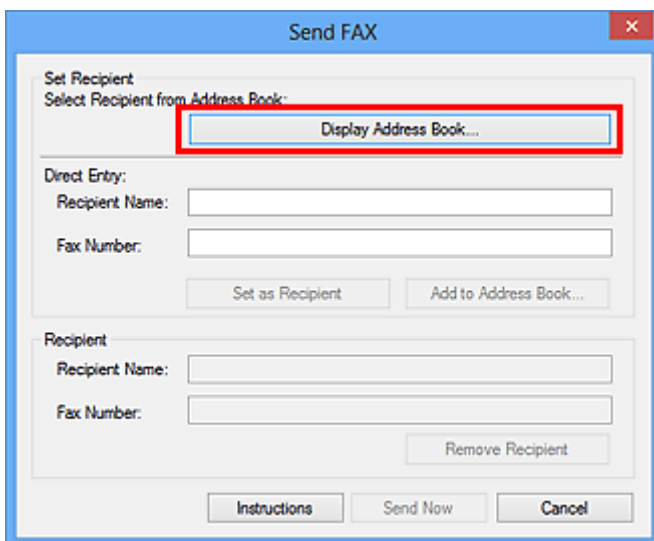 Send FAX
Set Recipient
Select Recipient from Address Book:
Display Address Book...
Direct Entry:
Recipient Name:
Fax Number:
Set as Recipient Add to Address Book...
Recipient
Recipient Name:
Fax Number:
Remove Recipient
Instructions Send Now Cancel